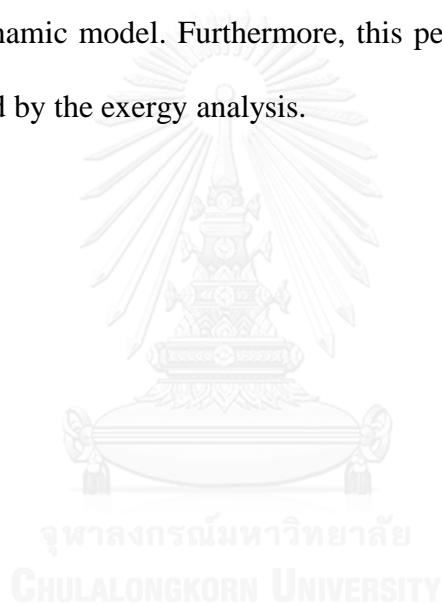 namic model. Furthermore, this pe
d by the exergy analysis.
จุฬาลงกรณ์มหาวิทยาลัย
CHULALONGKORN UNIVERSITY